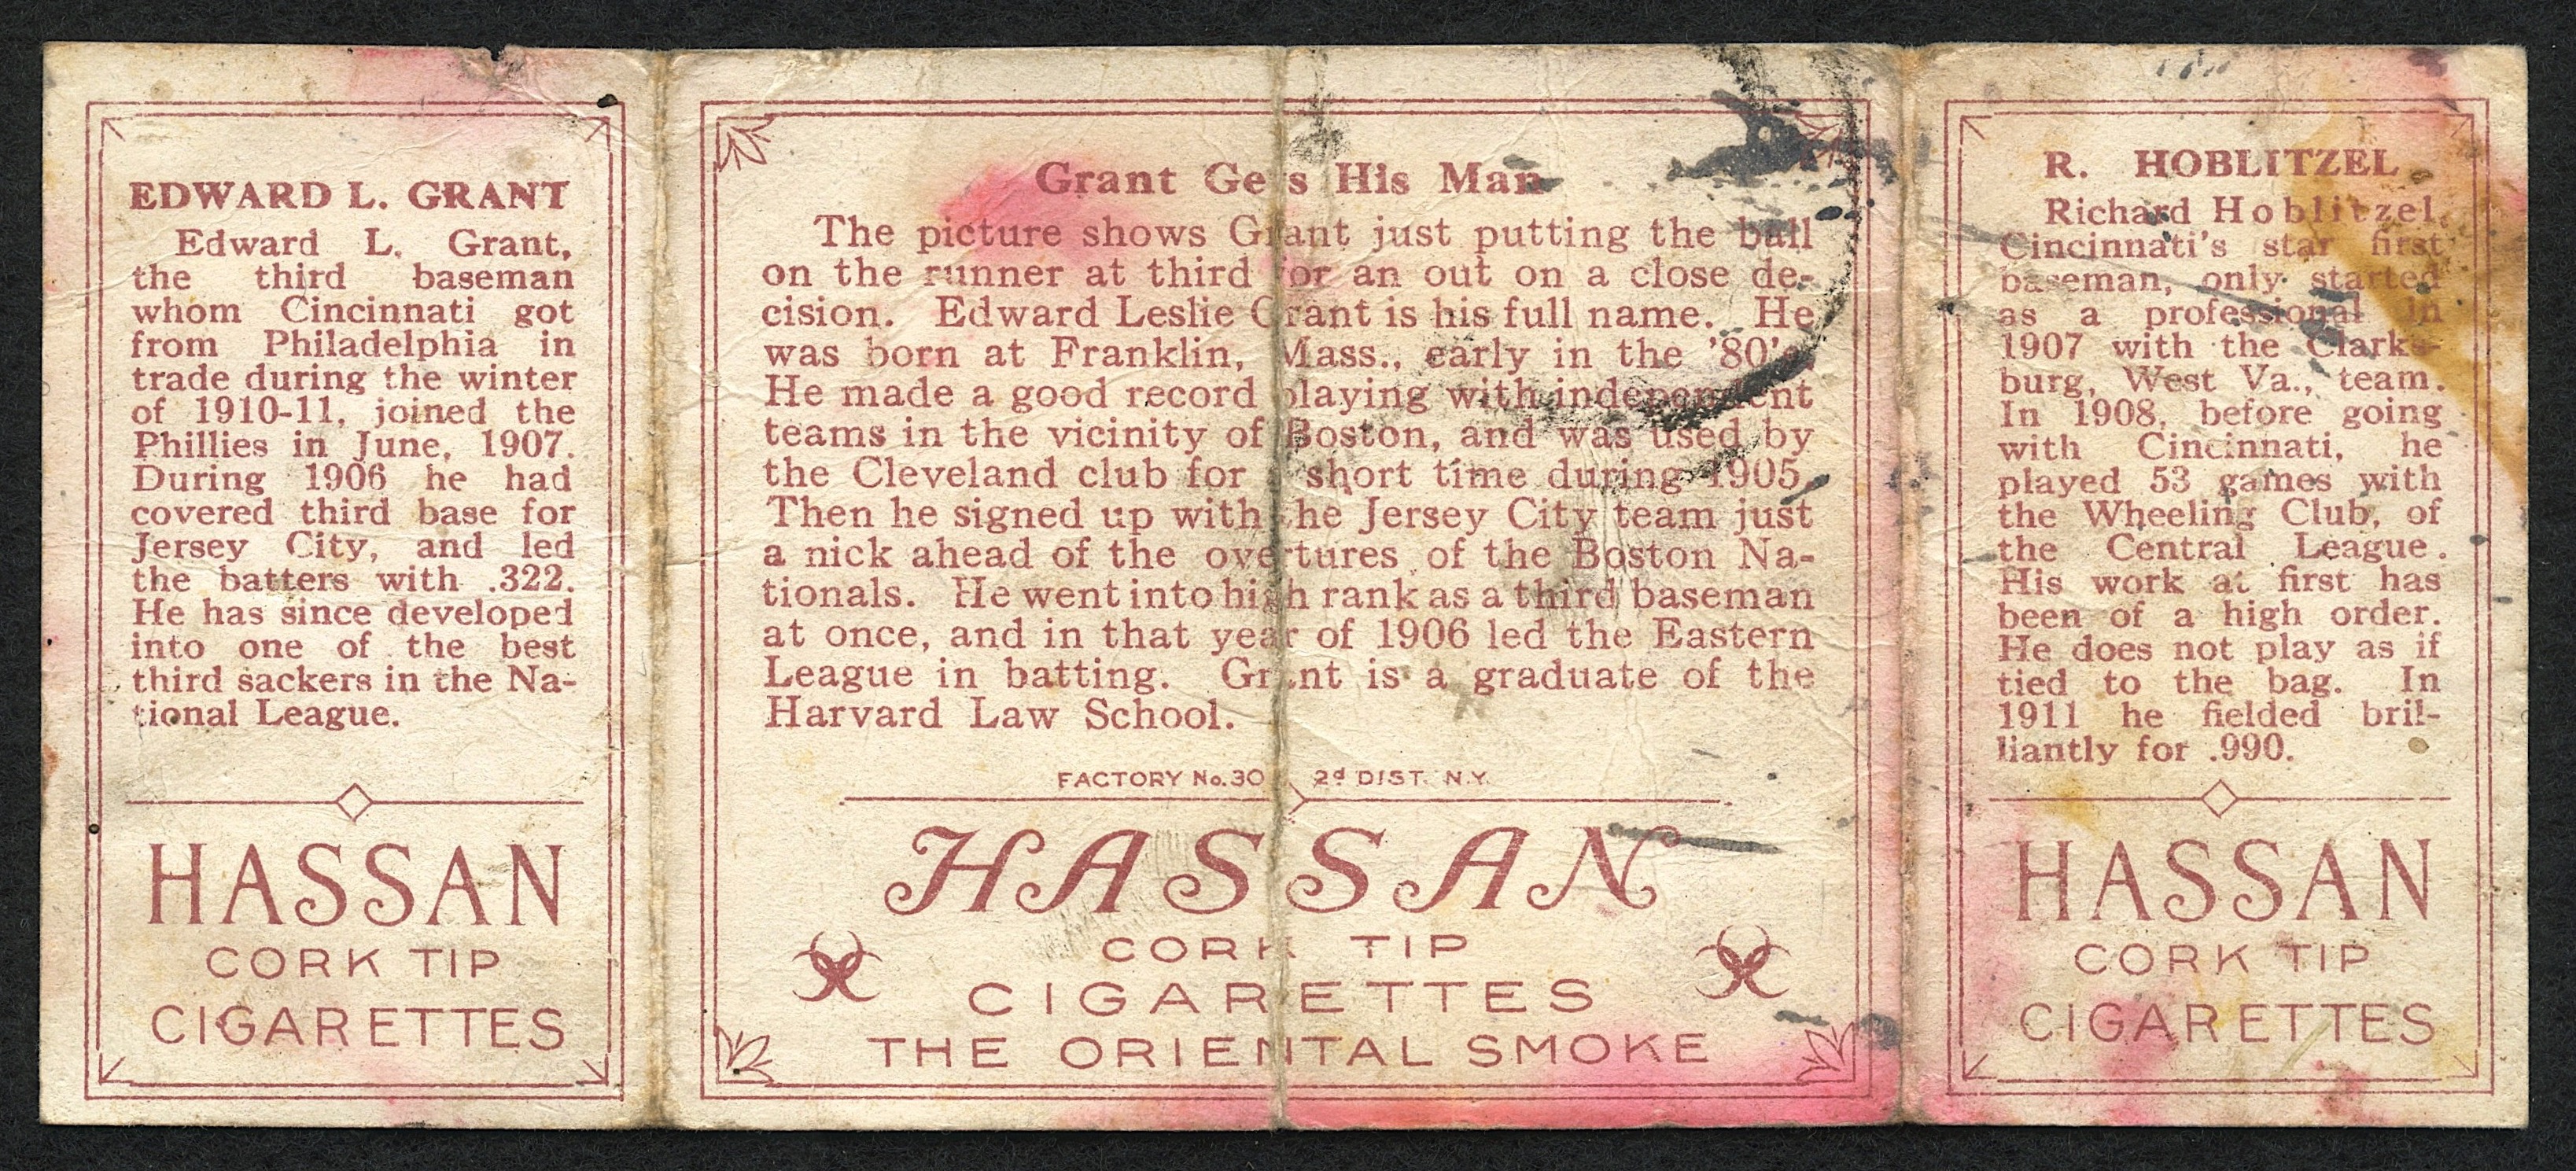 EDWARD L. GRANT
Edward L. Grant,
the third baseman
whom Cincinnati got
from Philadelphia in
trade during the winter
of 1910-11, joined the
Phillies in June, 1907.
During 1906 he had
covered third base for
Jersey City, and led
the batters with .322.
He has since developed
into one of the best
third sackers in the Na-
tional League.
HASSAN
CORK TIP
CIGARETTES
Grant Gets His Man
The picture shows Grant just putting the ball
on the runner at third for an out on a close de-
cision. Edward Leslie Grant is his full name. He
was born at Franklin, Mass., early in the '80's.
He made a good record playing with independent
teams in the vicinity of Boston, and was used by
the Cleveland club for a short time during 1905.
Then he signed up with the Jersey City team just
a nick ahead of the overtures of the Boston Na-
tionals. He went into high rank as a third baseman
at once, and in that year of 1906 led the Eastern
League in batting. Grant is a graduate of the
Harvard Law School.
FACTORY No. 30 2d DIST. N.Y.
HASSAN
CORK TIP
CIGARETTES
THE ORIENTAL SMOKE
R. HOBLITZEL
Richard Hoblitzel,
Cincinnati's star first
baseman, only started
as a professional in
1907 with the Clarks-
burg, West Va., team.
In 1908, before going
with Cincinnati, he
played 53 games with
the Wheeling Club, of
the Central League.
His work at first has
been of a high order.
He does not play as if
tied to the bag. In
1911 he fielded bril-
liantly for .990.
HASSAN
CORK TIP
CIGARETTES